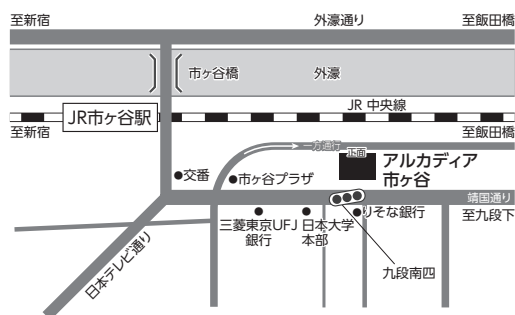 至新宿
外濠通り
至飯田橋
市ヶ谷橋
外濠
JR 中央線
JR市ヶ谷駅
至新宿
至飯田橋
一方通行
正面
アルカディア
市ヶ谷
●交番
●市ヶ谷プラザ
靖国通り
りそな銀行
至九段下
三菱東京UFJ
銀行
日本大学
本部
九段南四
日本テレビ通り